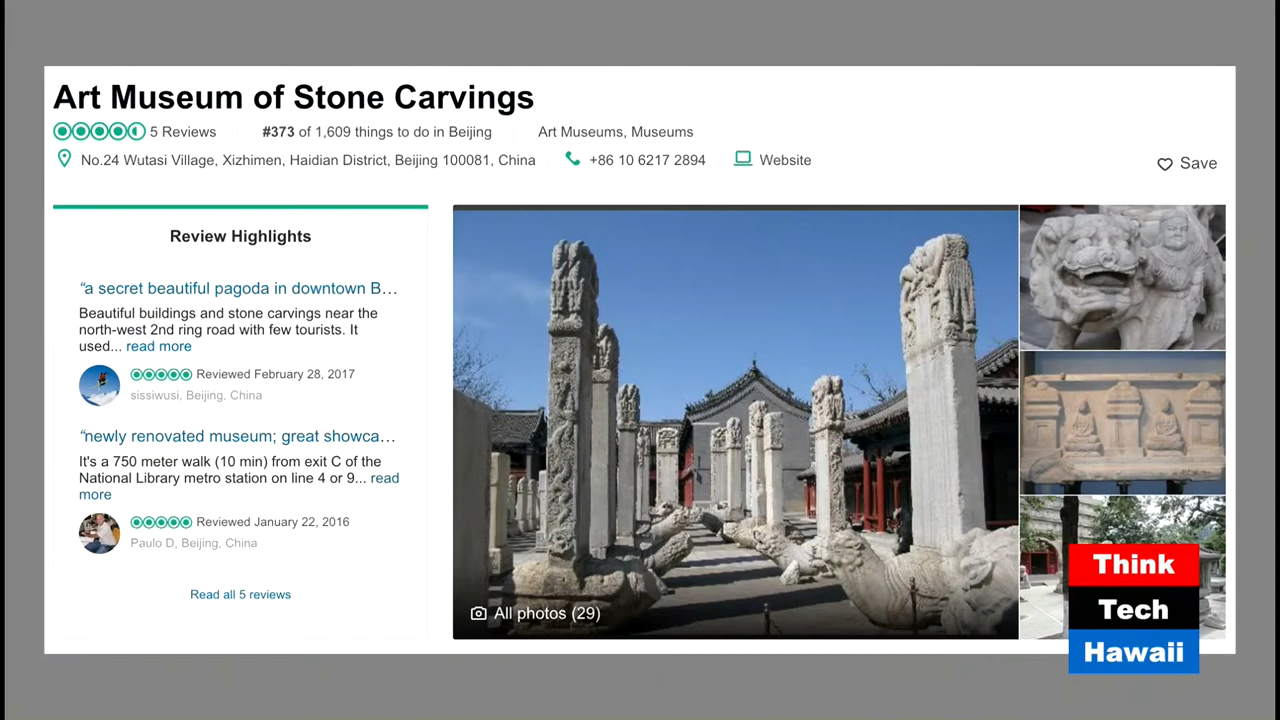 Art Museum of Stone Carvings
5 Reviews #373 of 1,609 things to do in Beijing Art Museums, Museums
No.24 Wutasi Village, Xizhimen, Haidian District, Beijing 100081, China +86 10 6217 2894 Website
Save
Review Highlights
“a secret beautiful pagoda in downtown B…
Beautiful buildings and stone carvings near the
north-west 2nd ring road with few tourists. It
used... read more
Reviewed February 28, 2017
sissiwusi, Beijing, China
“newly renovated museum; great showca…
It's a 750 meter walk (10 min) from exit C of the
National Library metro station on line 4 or 9... read
more
Reviewed January 22, 2016
Paulo D, Beijing, China
Read all 5 reviews
All photos (29)
Think
Tech
Hawaii